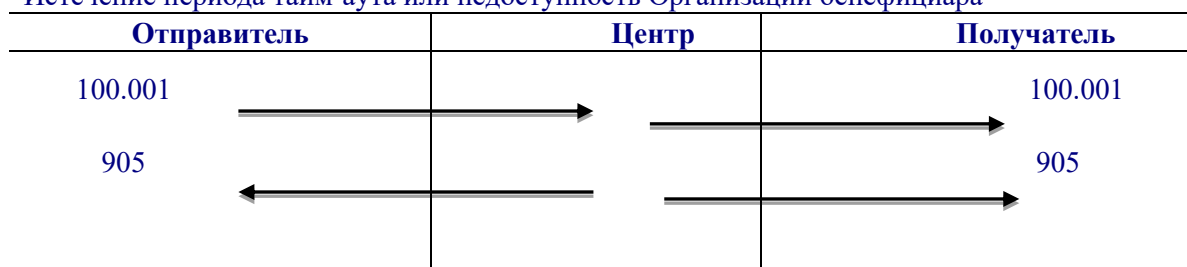 Истечение периода тайм-аута или недоступность Организации бенефициара
Отправитель Центр Получатель
100.001 100.001
905 905